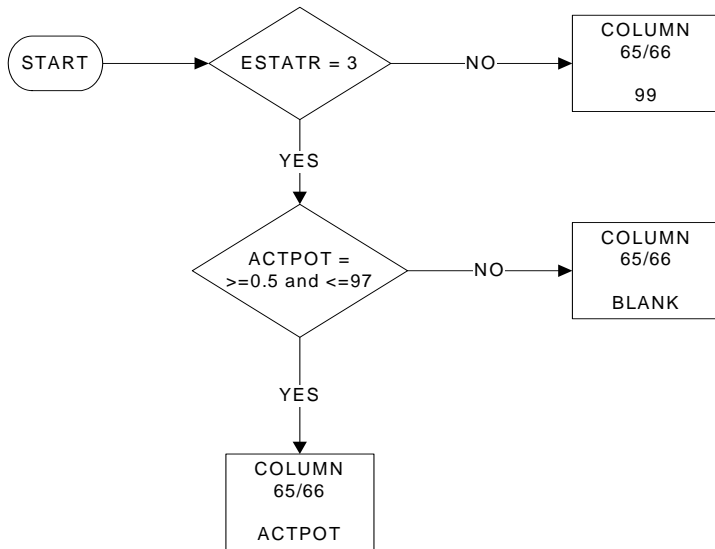 START
ESTATR = 3
NO
COLUMN
65/66
99
YES
ACTPOT =
>=0.5 and <=97
NO
COLUMN
65/66
BLANK
YES
COLUMN
65/66
ACTPOT